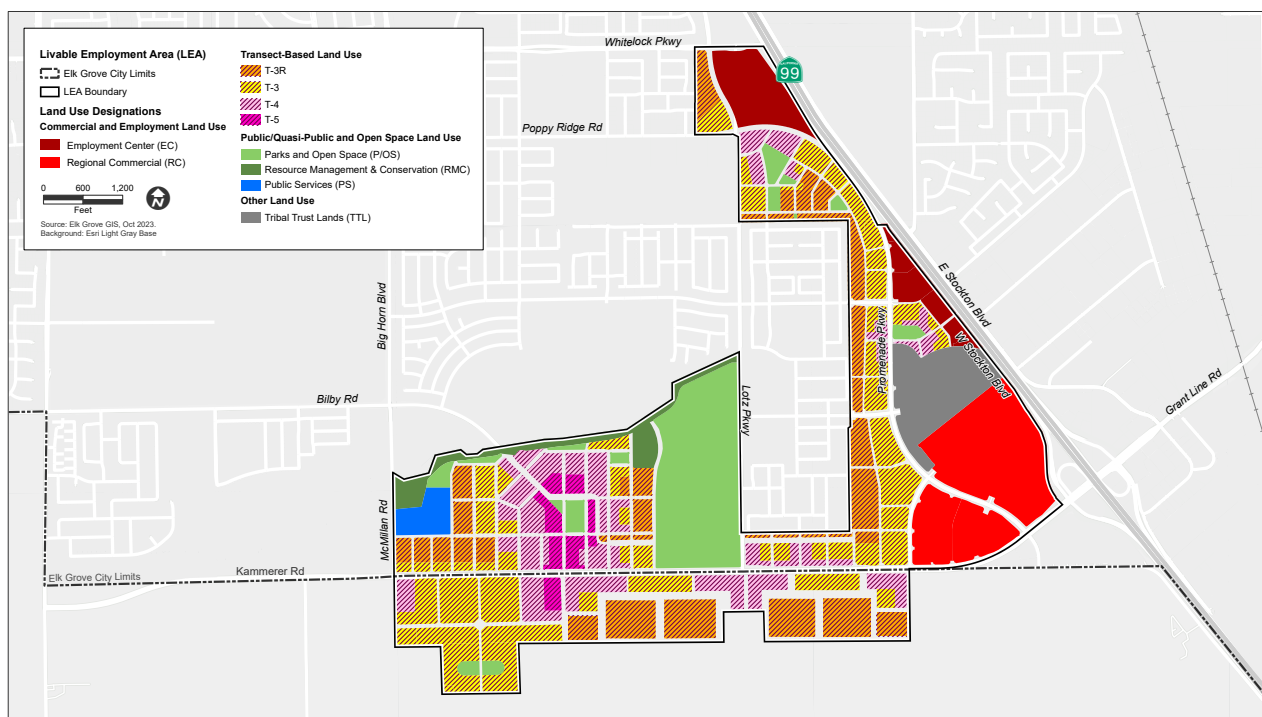 Livable Employment Area (LEA)
Elk Grove City Limits
LEA Boundary
Land Use Designations
Commercial and Employment Land Use
Employment Center (EC)
Regional Commercial (RC)
0 600 1,200
Feet
N
Source: Elk Grove GIS, Oct 2023.
Background: Esri Light Gray Base
Transect-Based Land Use
T-3R
T-3
T-4
T-5
Public/Quasi-Public and Open Space Land Use
Parks and Open Space (P/OS)
Resource Management & Conservation (RMC)
Public Services (PS)
Other Land Use
Tribal Trust Lands (TTL)
Whitelock Pkwy
99
Poppy Ridge Rd
Big Horn Blvd
E Stockton Blvd
Promenade Pkwy
W Stockton Blvd
Grant Line Rd
Lotz Pkwy
Bilby Rd
McMillan Rd
Elk Grove City Limits
Kammerer Rd